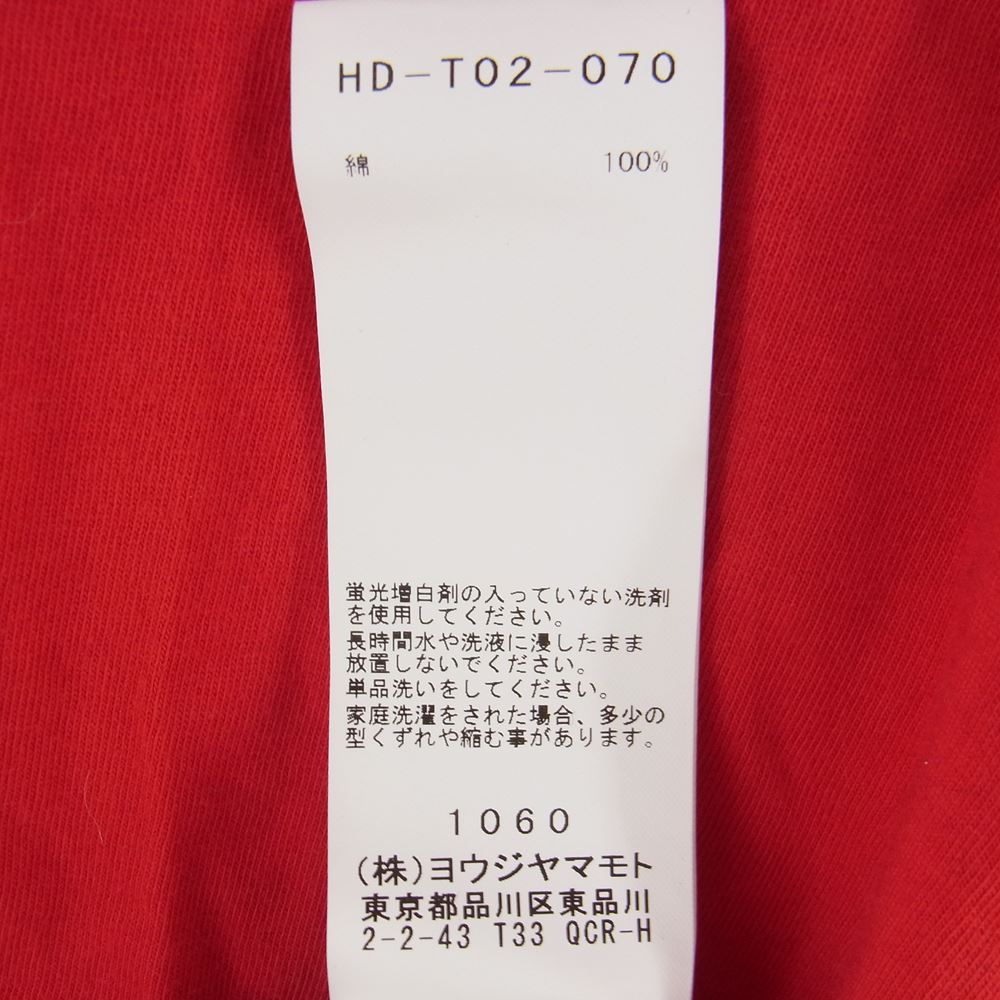 HD-T02-070
綿 100%
蛍光増白剤の入っていない洗剤
を使用してください。
長時間水や洗液に浸したまま
放置しないでください。
単品洗いをしてください。
家庭洗濯をされた場合、多少の
型くずれや縮む事があります。
1060
(株)ヨウジヤマモト
東京都品川区東品川
2-2-43 T33 QCR-H